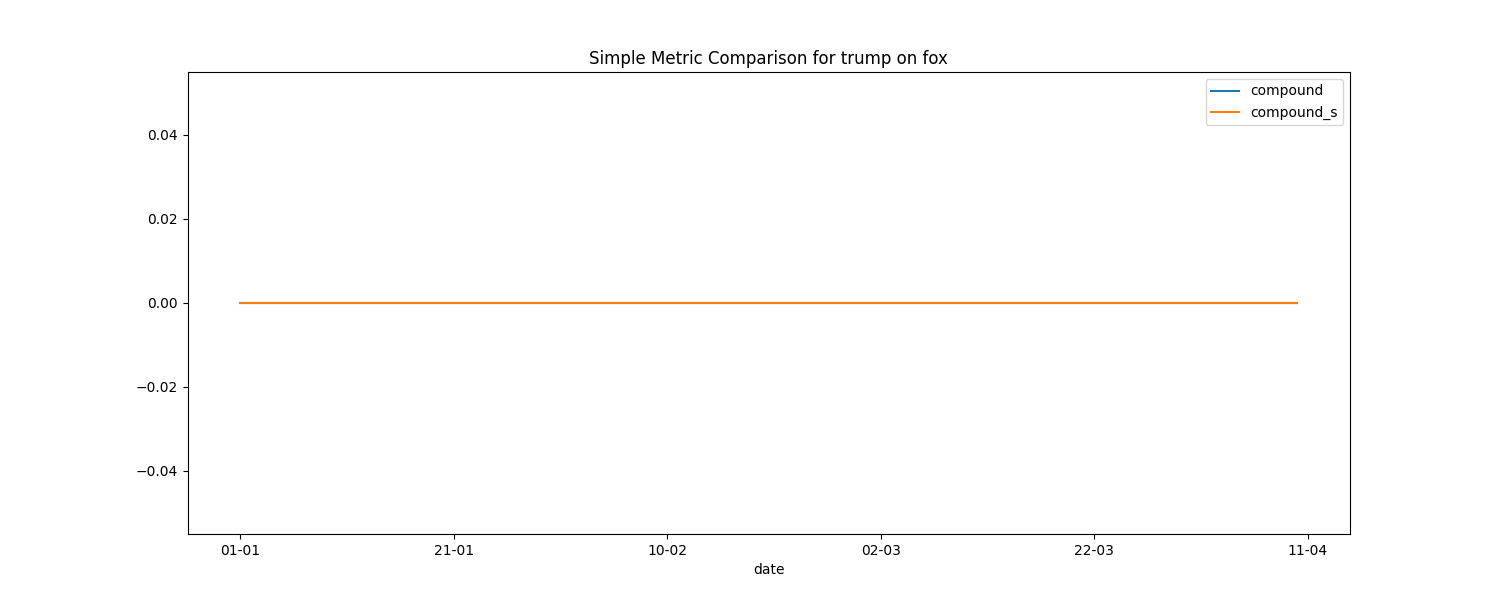 Simple Metric Comparison for trump on fox
compound
compound_s
0.04
0.02
0.00
−0.02
−0.04
01-01
21-01
10-02
02-03
22-03
11-04
date